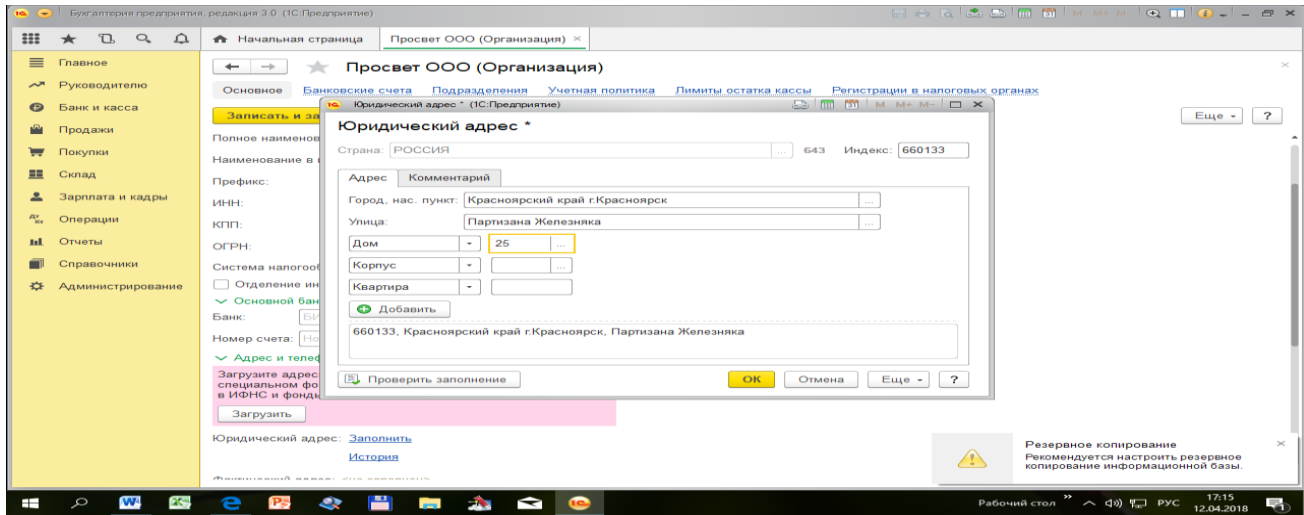 Бухгалтерия предприятия, редакция 3.0 (1С:Предприятие) M M+ M-
Начальная страница Просвет ООО (Организация) ×
Главное
Руководителю
Банк и касса
Продажи
Покупки
Склад
Зарплата и кадры
Операции
Отчеты
Справочники
Администрирование
Просвет ООО (Организация)
Основное Банковские счета Подразделения Учетная политика Лимиты остатка кассы Регистрации в налоговых органах
Записать и за Еще ?
Полное наименов
Наименование в
Префикс:
ИНН:
КПП:
ОГРН:
Система налогооб
Отделение ин
Основной бан
Банк: БИ
Номер счета: Но
Адрес и телеф
Загрузите адрес
специальном фо
в ИФНС и фонды
Загрузить
Юридический адрес: Заполнить
История
Юридический адрес * (1С:Предприятие) M M+ M-
Юридический адрес *
Страна: РОССИЯ ... 643 Индекс: 660133
Адрес Комментарий
Город, нас. пункт: Красноярский край г.Красноярск ...
Улица: Партизана Железняка ...
Дом 25 ...
Корпус ...
Квартира
Добавить
660133, Красноярский край г.Красноярск, Партизана Железняка
Проверить заполнение ОК Отмена Еще ?
Резервное копирование
Рекомендуется настроить резервное
копирование информационной базы.
Рабочий стол » РУС 17:15
12.04.2018